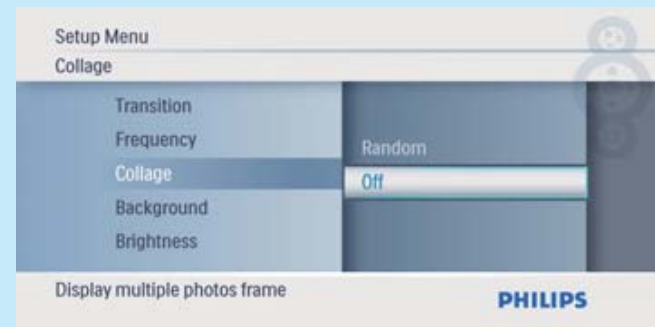 Setup Menu
Collage
Transition
Frequency
Collage
Background
Brightness
Random
Off
Display multiple photos frame
PHILIPS